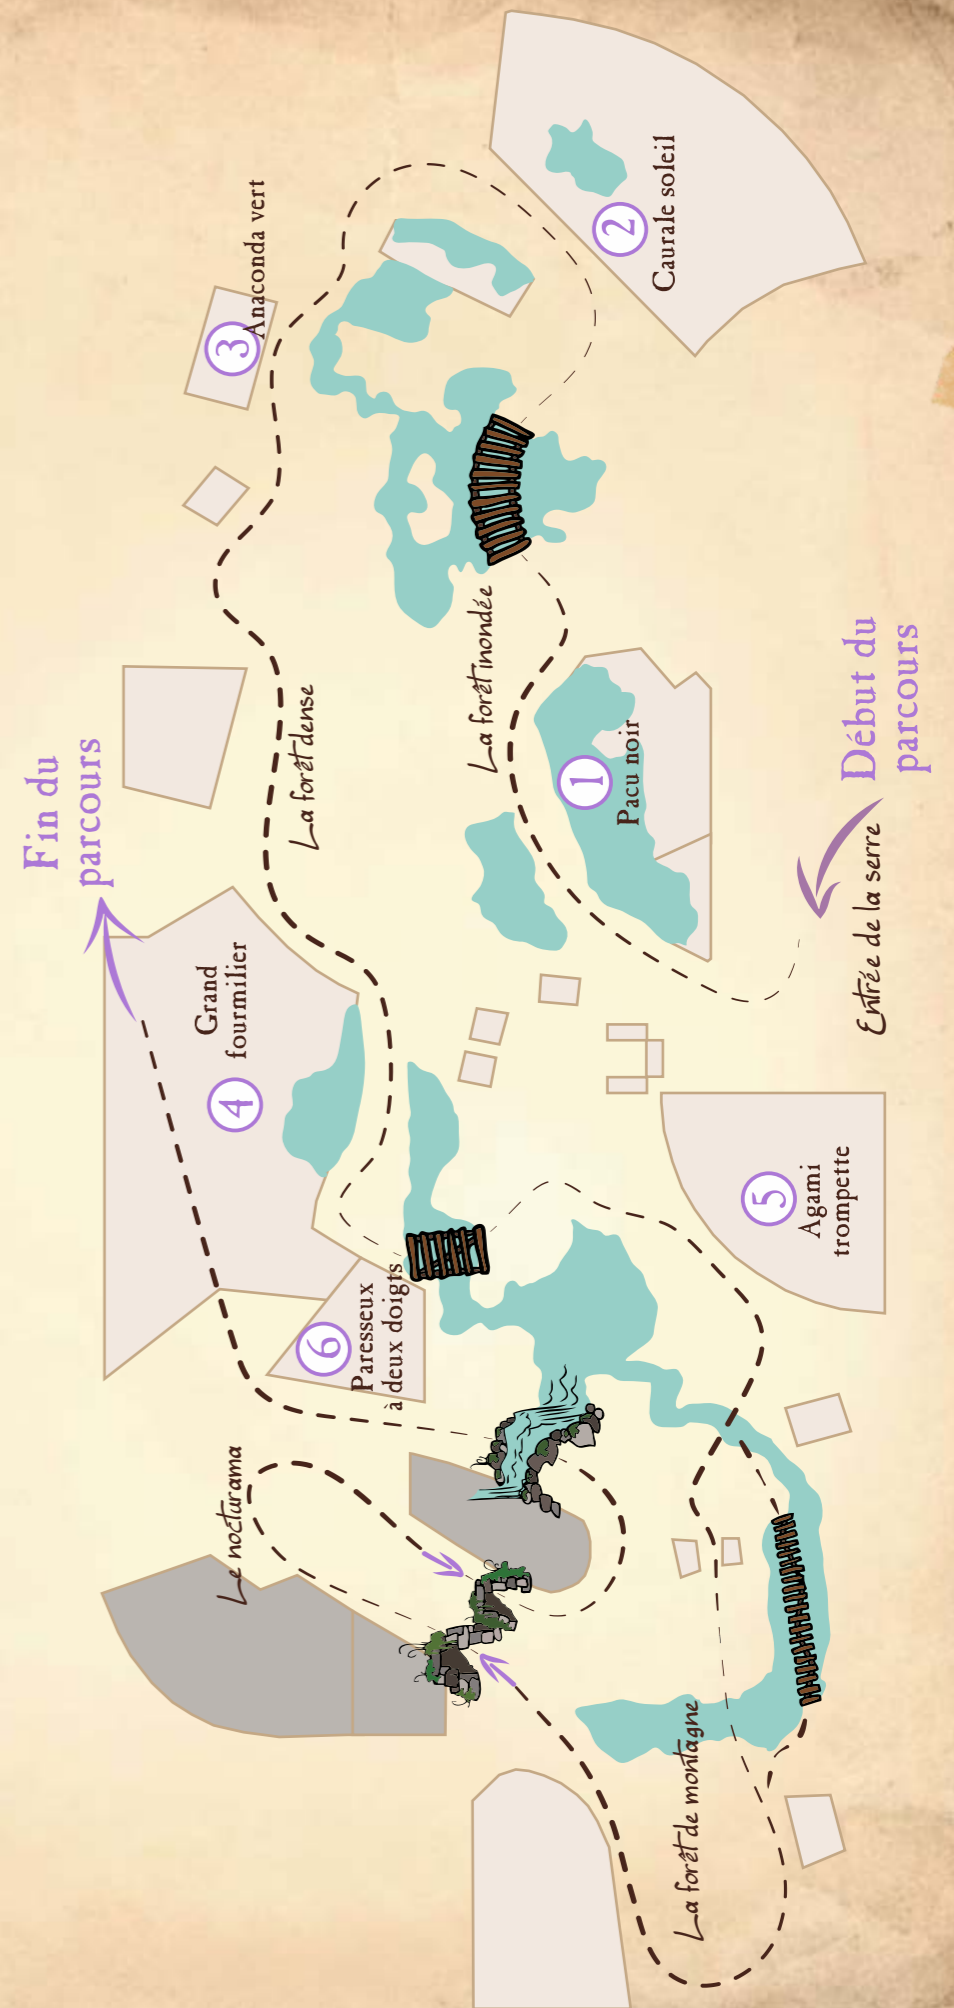 Fin du
parcours
3
Anaconda vert
2
Caurale soleil
La forêt dense
La forêt inondée
1
Pacu noir
Début du
parcours
Entrée de la serre
4
Grand
fourmilier
5
Agami
trompette
6
Paresseux
à deux doigts
Le nocturama
La forêt de montagne